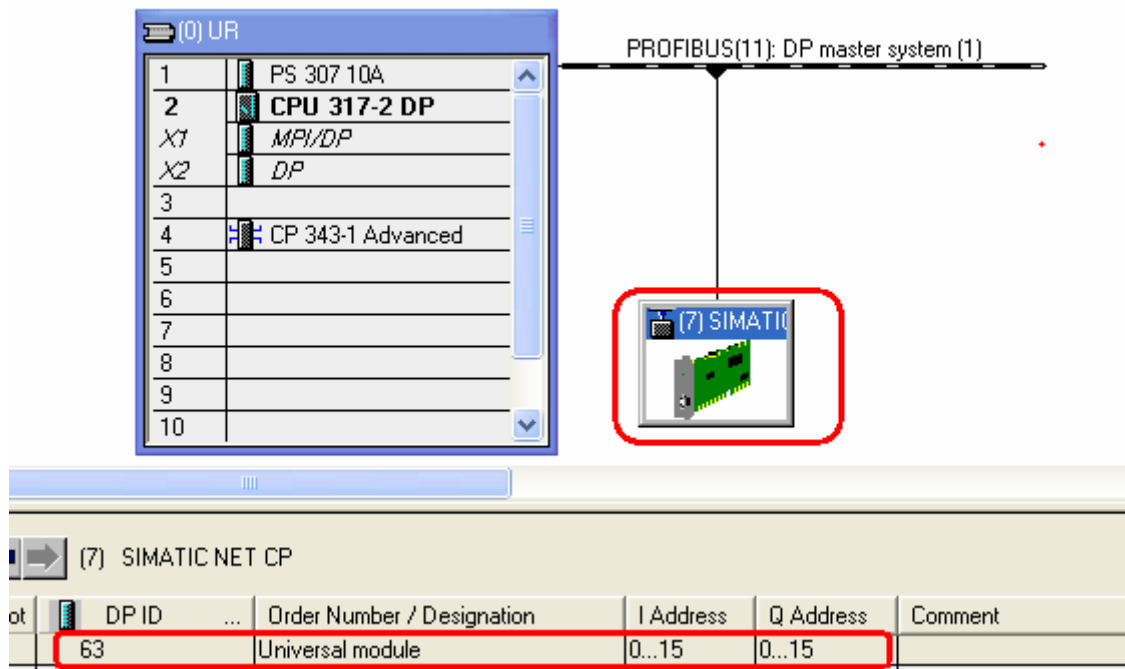 (0) UR
PROFIBUS(11): DP master system (1)
1 PS 307 10A
2 CPU 317-2 DP
X1 MPI/DP
X2 DP
3
4 CP 343-1 Advanced
5
6
7
8
9
10
(7) SIMATIC
(7) SIMATIC NET CP
ot DP ID ... Order Number / Designation I Address Q Address Comment
63 Universal module 0...15 0...15